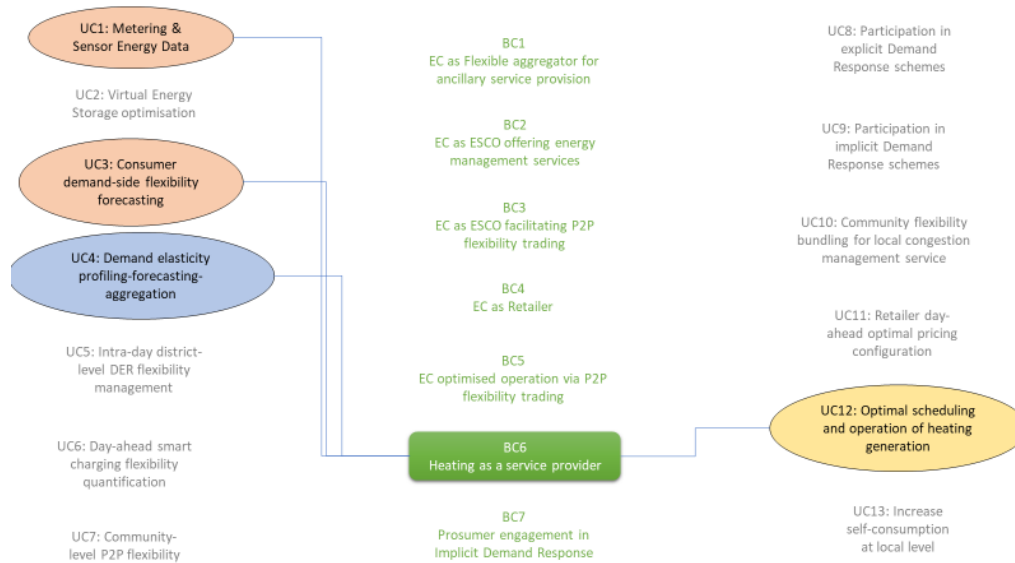 UC1: Metering &
Sensor Energy Data
UC2: Virtual Energy
Storage optimisation
UC3: Consumer
demand-side flexibility
forecasting
UC4: Demand elasticity
profiling-forecasting-
aggregation
UC5: Intra-day district-
level DER flexibility
management
UC6: Day-ahead smart
charging flexibility
quantification
UC7: Community-
level P2P flexibility
BC1
EC as Flexible aggregator for
ancillary service provision
BC2
EC as ESCO offering energy
management services
BC3
EC as ESCO facilitating P2P
flexibility trading
BC4
EC as Retailer
BC5
EC optimised operation via P2P
flexibility trading
BC6
Heating as a service provider
BC7
Prosumer engagement in
Implicit Demand Response
UC8: Participation in
explicit Demand
Response schemes
UC9: Participation in
implicit Demand
Response schemes
UC10: Community flexibility
bundling for local congestion
management service
UC11: Retailer day-
ahead optimal pricing
configuration
UC12: Optimal scheduling
and operation of heating
generation
UC13: Increase
self-consumption
at local level